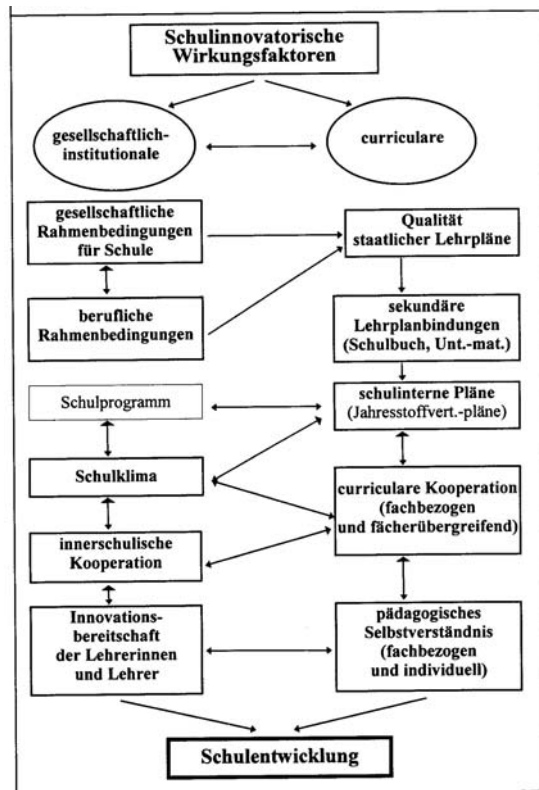 Schulinnovatorische
Wirkungsfaktoren
gesellschaftlich-
institutionale
curriculare
gesellschaftliche
Rahmenbedingungen
für Schule
Qualität
staatlicher Lehrpläne
berufliche
Rahmenbedingungen
sekundäre
Lehrplanbindungen
(Schulbuch, Unt.-mat.)
Schulprogramm
schulinterne Pläne
(Jahresstoffvert.-pläne)
Schulklima
curriculare Kooperation
(fachbezogen
und fächerübergreifend)
innerschulische
Kooperation
Innovations-
bereitschaft
der Lehrerinnen
und Lehrer
pädagogisches
Selbstverständnis
(fachbezogen
und individuell)
Schulentwicklung